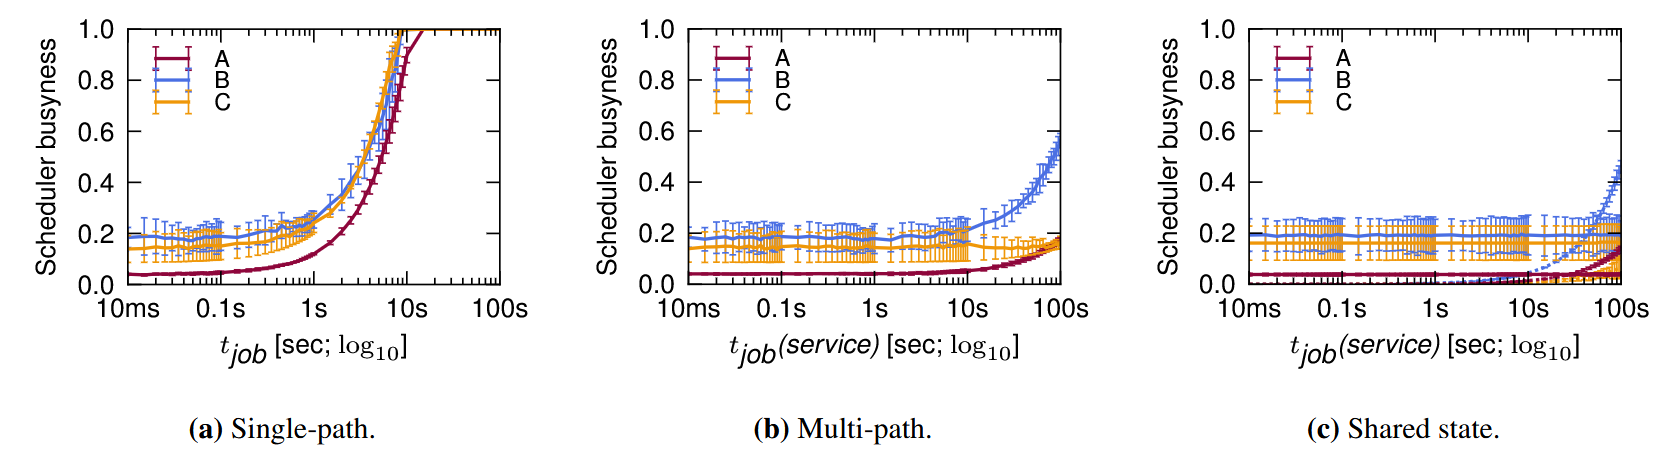 Scheduler busyness
1.0
0.8
0.6
0.4
0.2
0.0
A
B
C
10ms 0.1s 1s 10s 100s
t_job [sec; log₁₀]
(a) Single-path.
Scheduler busyness
1.0
0.8
0.6
0.4
0.2
0.0
A
B
C
10ms 0.1s 1s 10s 100s
t_job(service) [sec; log₁₀]
(b) Multi-path.
Scheduler busyness
1.0
0.8
0.6
0.4
0.2
0.0
A
B
C
10ms 0.1s 1s 10s 100s
t_job(service) [sec; log₁₀]
(c) Shared state.